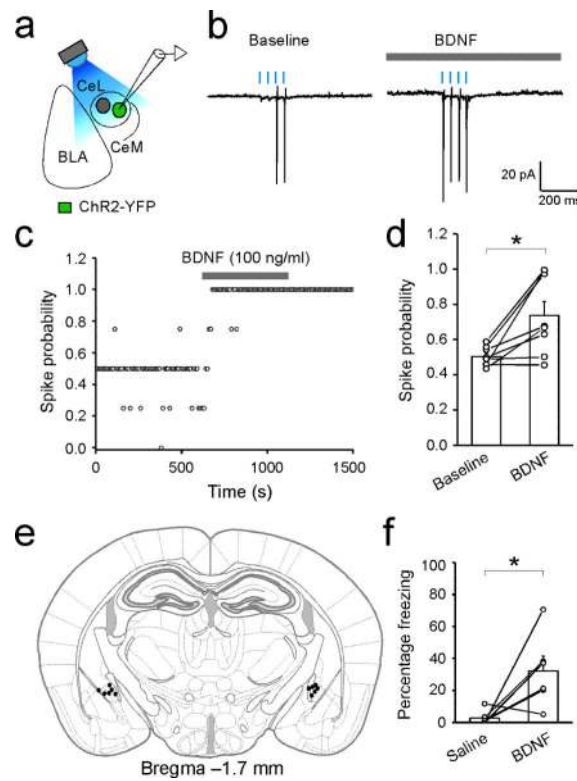 a
CeL
BLA
CeM
ChR2-YFP
b
Baseline
BDNF
20 pA
200 ms
c
BDNF (100 ng/ml)
Spike probability
1.2
1.0
0.8
0.6
0.4
0.2
0.0
0
500
1000
1500
Time (s)
d
*
Spike probability
1.2
1.0
0.8
0.6
0.4
0.2
0.0
Baseline
BDNF
e
Bregma –1.7 mm
f
*
Percentage freezing
100
80
60
40
20
0
Saline
BDNF